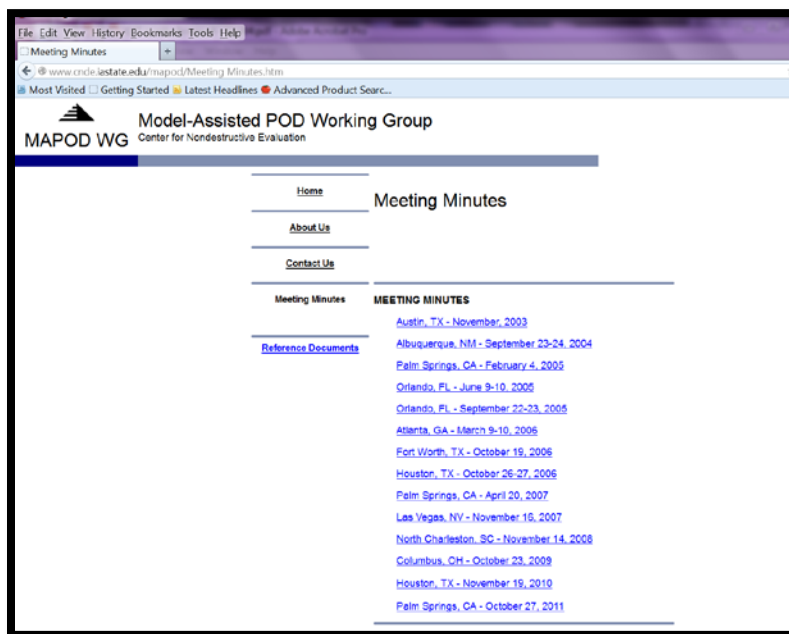 File Edit View History Bookmarks Tools Help
Meeting Minutes +
www.cnde.iastate.edu/mapod/Meeting Minutes.htm
Most Visited Getting Started Latest Headlines Advanced Product Searc...
MAPOD WG
Model-Assisted POD Working Group
Center for Nondestructive Evaluation
Home
About Us
Contact Us
Meeting Minutes
Reference Documents
Meeting Minutes
MEETING MINUTES
Austin, TX - November, 2003
Albuquerque, NM - September 23-24, 2004
Palm Springs, CA - February 4, 2005
Orlando, FL - June 9-10, 2005
Orlando, FL - September 22-23, 2005
Atlanta, GA - March 9-10, 2006
Fort Worth, TX - October 19, 2006
Houston, TX - October 26-27, 2006
Palm Springs, CA - April 20, 2007
Las Vegas, NV - November 16, 2007
North Charleston, SC - November 14, 2008
Columbus, OH - October 23, 2009
Houston, TX - November 19, 2010
Palm Springs, CA - October 27, 2011